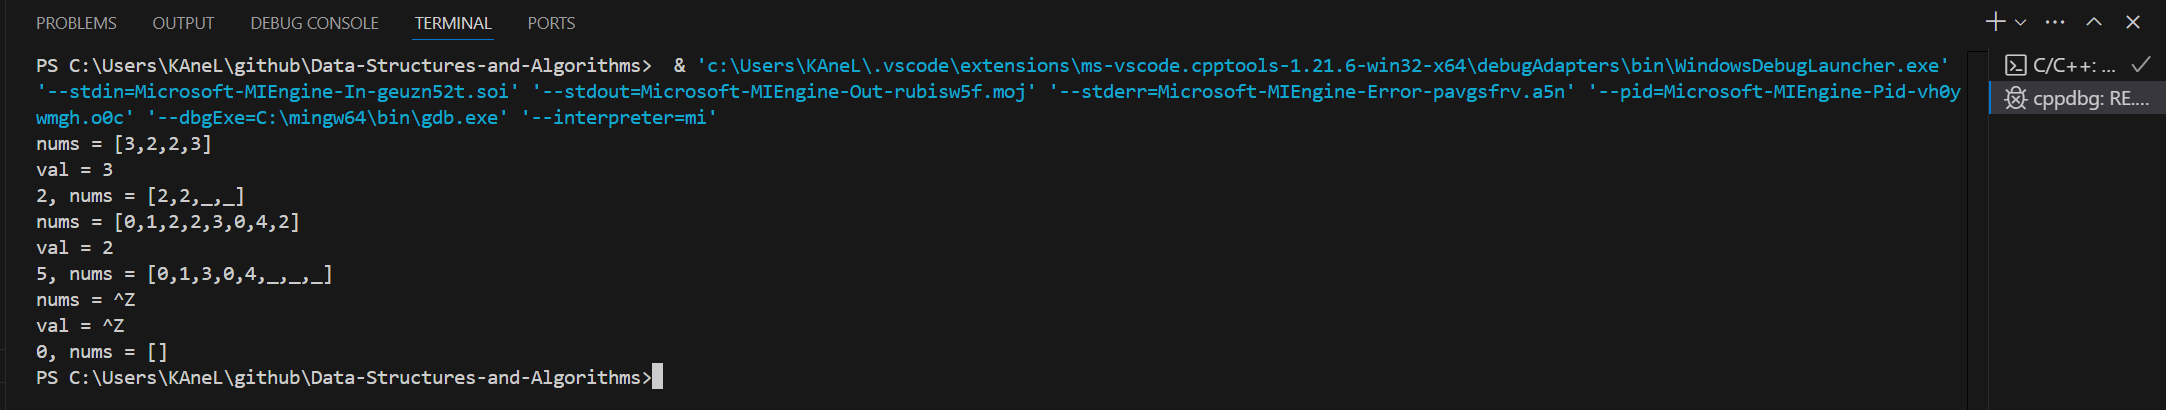 PROBLEMS OUTPUT DEBUG CONSOLE TERMINAL PORTS
PS C:\Users\KAneL\github\Data-Structures-and-Algorithms>  & 'c:\Users\KAneL\.vscode\extensions\ms-vscode.cpptools-1.21.6-win32-x64\debugAdapters\bin\WindowsDebugLauncher.exe'
'--stdin=Microsoft-MIEngine-In-geuzn52t.soi' '--stdout=Microsoft-MIEngine-Out-rubisw5f.moj' '--stderr=Microsoft-MIEngine-Error-pavgsfrv.a5n' '--pid=Microsoft-MIEngine-Pid-vh0y
wmgh.o0c' '--dbgExe=C:\mingw64\bin\gdb.exe' '--interpreter=mi'
nums = [3,2,2,3]
val = 3
2, nums = [2,2,_,_]
nums = [0,1,2,2,3,0,4,2]
val = 2
5, nums = [0,1,3,0,4,_,_,_]
nums = ^Z
val = ^Z
0, nums = []
PS C:\Users\KAneL\github\Data-Structures-and-Algorithms>
C/C++: ...
cppdbg: RE....